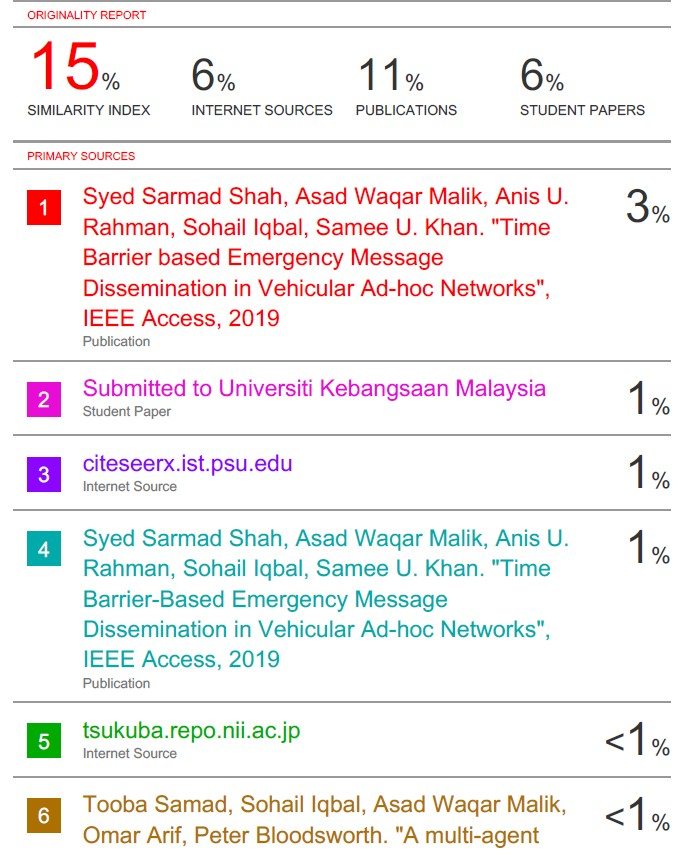 ORIGINALITY REPORT
15%
6%
11%
6%
SIMILARITY INDEX
INTERNET SOURCES
PUBLICATIONS
STUDENT PAPERS
PRIMARY SOURCES
1
Syed Sarmad Shah, Asad Waqar Malik, Anis U.
Rahman, Sohail Iqbal, Samee U. Khan. "Time
Barrier based Emergency Message
Dissemination in Vehicular Ad-hoc Networks",
IEEE Access, 2019
Publication
3%
2
Submitted to Universiti Kebangsaan Malaysia
Student Paper
1%
3
citeseerx.ist.psu.edu
Internet Source
1%
4
Syed Sarmad Shah, Asad Waqar Malik, Anis U.
Rahman, Sohail Iqbal, Samee U. Khan. "Time
Barrier-Based Emergency Message
Dissemination in Vehicular Ad-hoc Networks",
IEEE Access, 2019
Publication
1%
5
tsukuba.repo.nii.ac.jp
Internet Source
<1%
6
Tooba Samad, Sohail Iqbal, Asad Waqar Malik,
Omar Arif, Peter Bloodsworth. "A multi-agent
<1%